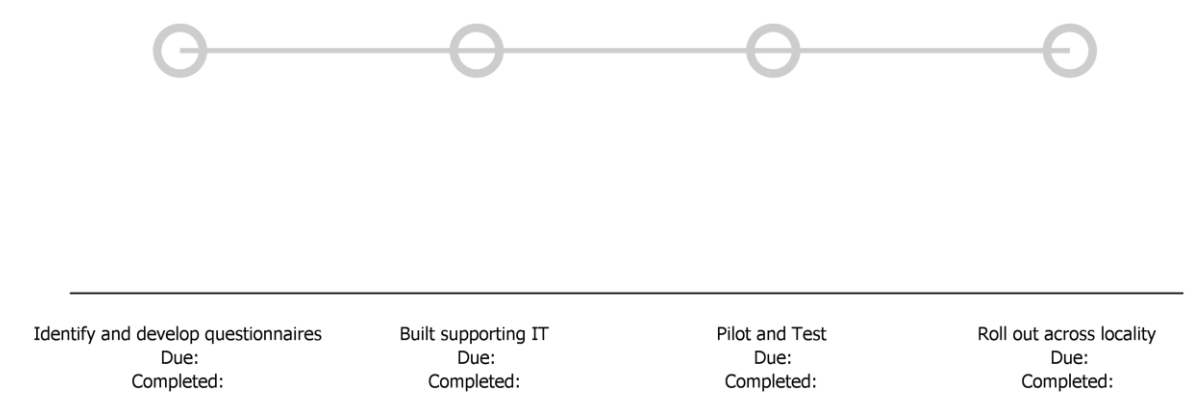 Identify and develop questionnaires
Due:
Completed:
Built supporting IT
Due:
Completed:
Pilot and Test
Due:
Completed:
Roll out across locality
Due:
Completed: